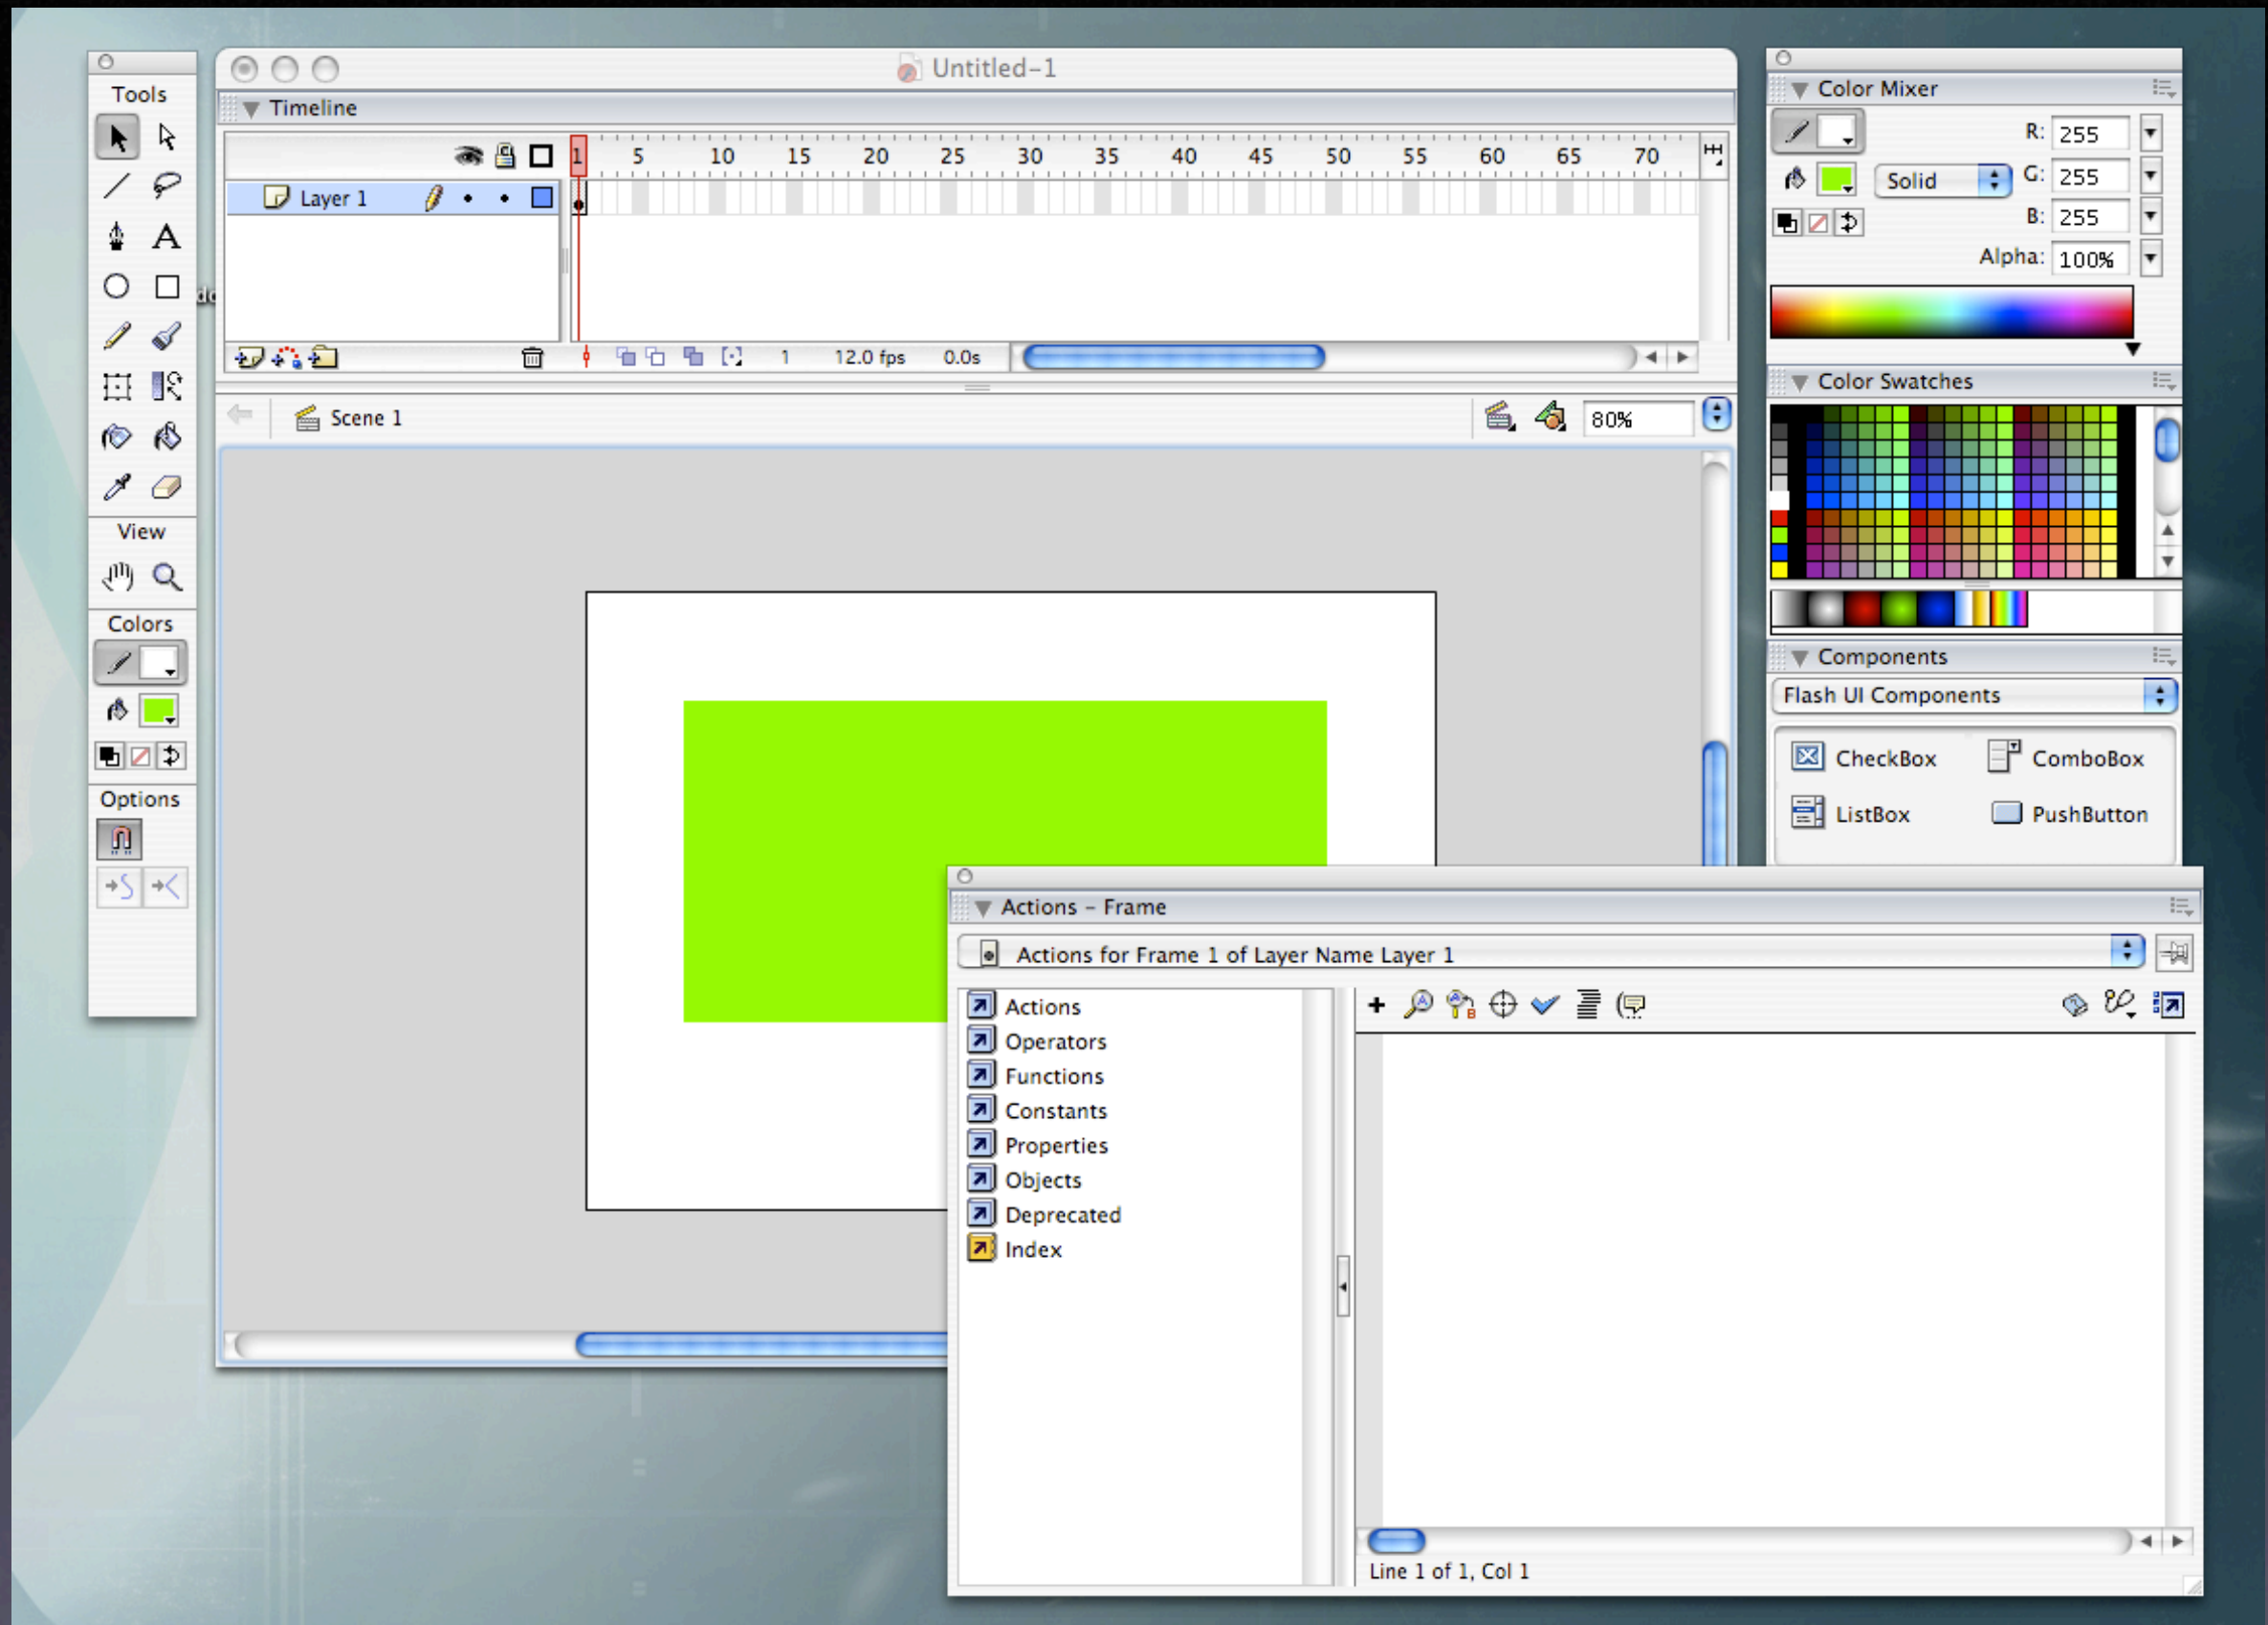 Tools
View
Colors
Options
Untitled-1
Timeline
1 5 10 15 20 25 30 35 40 45 50 55 60 65 70
Layer 1
1 12.0 fps 0.0s
Scene 1
80%
Color Mixer
R: 255
Solid
G: 255
B: 255
Alpha: 100%
Color Swatches
Components
Flash UI Components
CheckBox ComboBox
ListBox PushButton
Actions - Frame
Actions for Frame 1 of Layer Name Layer 1
Actions
Operators
Functions
Constants
Properties
Objects
Deprecated
Index
Line 1 of 1, Col 1